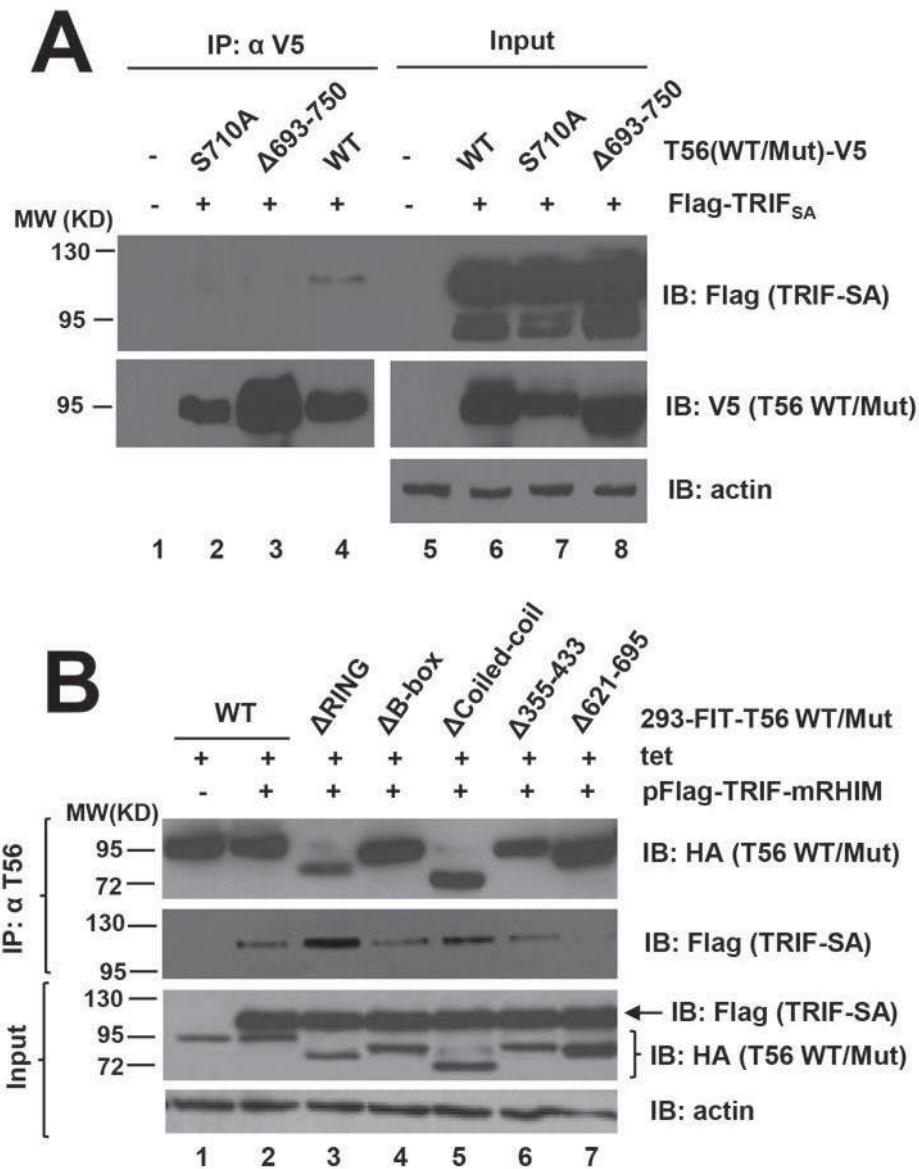 A
IP: α V5 Input
- S710A Δ693-750 WT - WT S710A Δ693-750 T56(WT/Mut)-V5
- + + + - + + + Flag-TRIFSA
MW (KD)
130
IB: Flag (TRIF-SA)
95
95
IB: V5 (T56 WT/Mut)
IB: actin
1 2 3 4 5 6 7 8
B
WT ΔRING ΔB-box ΔCoiled-coil Δ355-433 Δ621-695 293-FIT-T56 WT/Mut
+ + + + + + + tet
- + + + + + + pFlag-TRIF-mRHIM
MW(KD)
IP: α T56
95
72
IB: HA (T56 WT/Mut)
130
95
IB: Flag (TRIF-SA)
Input
130
95
72
IB: Flag (TRIF-SA)
IB: HA (T56 WT/Mut)
IB: actin
1 2 3 4 5 6 7